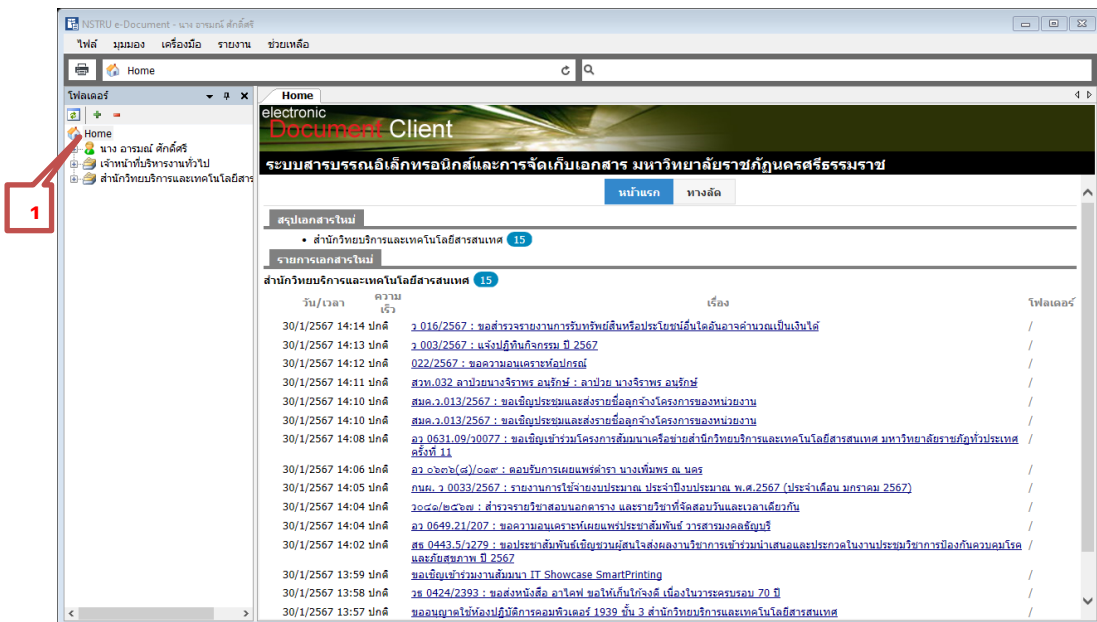 NSTRU e-Document - นาง อารมณ์ ศักดิ์ศรี
ไฟล์ มุมมอง เครื่องมือ รายงาน ช่วยเหลือ
Home
โฟลเดอร์
Home
electronic
Document Client
Home
นาง อารมณ์ ศักดิ์ศรี
เจ้าหน้าที่บริหารงานทั่วไป
สำนักวิทยบริการและเทคโนโลยีสาร
1
ระบบสารบรรณอิเล็กทรอนิกส์และการจัดเก็บเอกสาร มหาวิทยาลัยราชภัฏนครศรีธรรมราช
หน้าแรก ทางลัด
สรุปเอกสารใหม่
• สำนักวิทยบริการและเทคโนโลยีสารสนเทศ 15
รายการเอกสารใหม่
สำนักวิทยบริการและเทคโนโลยีสารสนเทศ 15
วัน/เวลา ความเร็ว เรื่อง โฟลเดอร์
30/1/2567 14:14 ปกติ ว 016/2567 : ขอสำรวจรายงานการรับทรัพย์สินหรือประโยชน์อื่นใดอันอาจคำนวณเป็นเงินได้ /
30/1/2567 14:13 ปกติ ว 003/2567 : แจ้งปฏิทินกิจกรรม ปี 2567 /
30/1/2567 14:12 ปกติ 022/2567 : ขอความอนุเคราะห์อุปกรณ์ /
30/1/2567 14:11 ปกติ สวท.032 ลาป่วยนางจิราพร อนุรักษ์ : ลาป่วย นางจิราพร อนุรักษ์ /
30/1/2567 14:10 ปกติ สมค.ว.013/2567 : ขอเชิญประชุมและส่งรายชื่อลูกจ้างโครงการของหน่วยงาน /
30/1/2567 14:10 ปกติ สมค.ว.013/2567 : ขอเชิญประชุมและส่งรายชื่อลูกจ้างโครงการของหน่วยงาน /
30/1/2567 14:08 ปกติ อว 0631.09/ว0077 : ขอเชิญเข้าร่วมโครงการสัมมนาเครือข่ายสำนักวิทยบริการและเทคโนโลยีสารสนเทศ มหาวิทยาลัยราชภัฏทั่วประเทศ /
ครั้งที่ 11
30/1/2567 14:06 ปกติ อว ๐๖๓๖(๘)/๐๑๙ : ตอบรับการเผยแพร่ตำรา นางเพิ่มพร ณ นคร /
30/1/2567 14:05 ปกติ กนผ. ว 0033/2567 : รายงานการใช้จ่ายงบประมาณ ประจำปีงบประมาณ พ.ศ.2567 (ประจำเดือน มกราคม 2567) /
30/1/2567 14:04 ปกติ ว๐๔๑/๒๕๖๗ : สำรวจรายวิชาสอบนอกตาราง และรายวิชาที่จัดสอบวันและเวลาเดียวกัน /
30/1/2567 14:04 ปกติ อว 0649.21/207 : ขอความอนุเคราะห์เผยแพร่ประชาสัมพันธ์ วารสารมงคลธัญบุรี /
30/1/2567 14:02 ปกติ สธ 0443.5/ว279 : ขอประชาสัมพันธ์เชิญชวนผู้สนใจส่งผลงานวิชาการเข้าร่วมนำเสนอและประกวดในงานประชุมวิชาการป้องกันควบคุมโรค /
และภัยสุขภาพ ปี 2567
30/1/2567 13:59 ปกติ ขอเชิญเข้าร่วมงานสัมมนา IT Showcase SmartPrinting /
30/1/2567 13:58 ปกติ วธ 0424/2393 : ขอส่งหนังสือ อาไคฟ ขอให้เก็บไก้จงดี เนื่องในวาระครบรอบ 70 ปี /
30/1/2567 13:57 ปกติ ขออนุญาตใช้ห้องปฏิบัติการคอมพิวเตอร์ 1939 ชั้น 3 สำนักวิทยบริการและเทคโนโลยีสารสนเทศ /